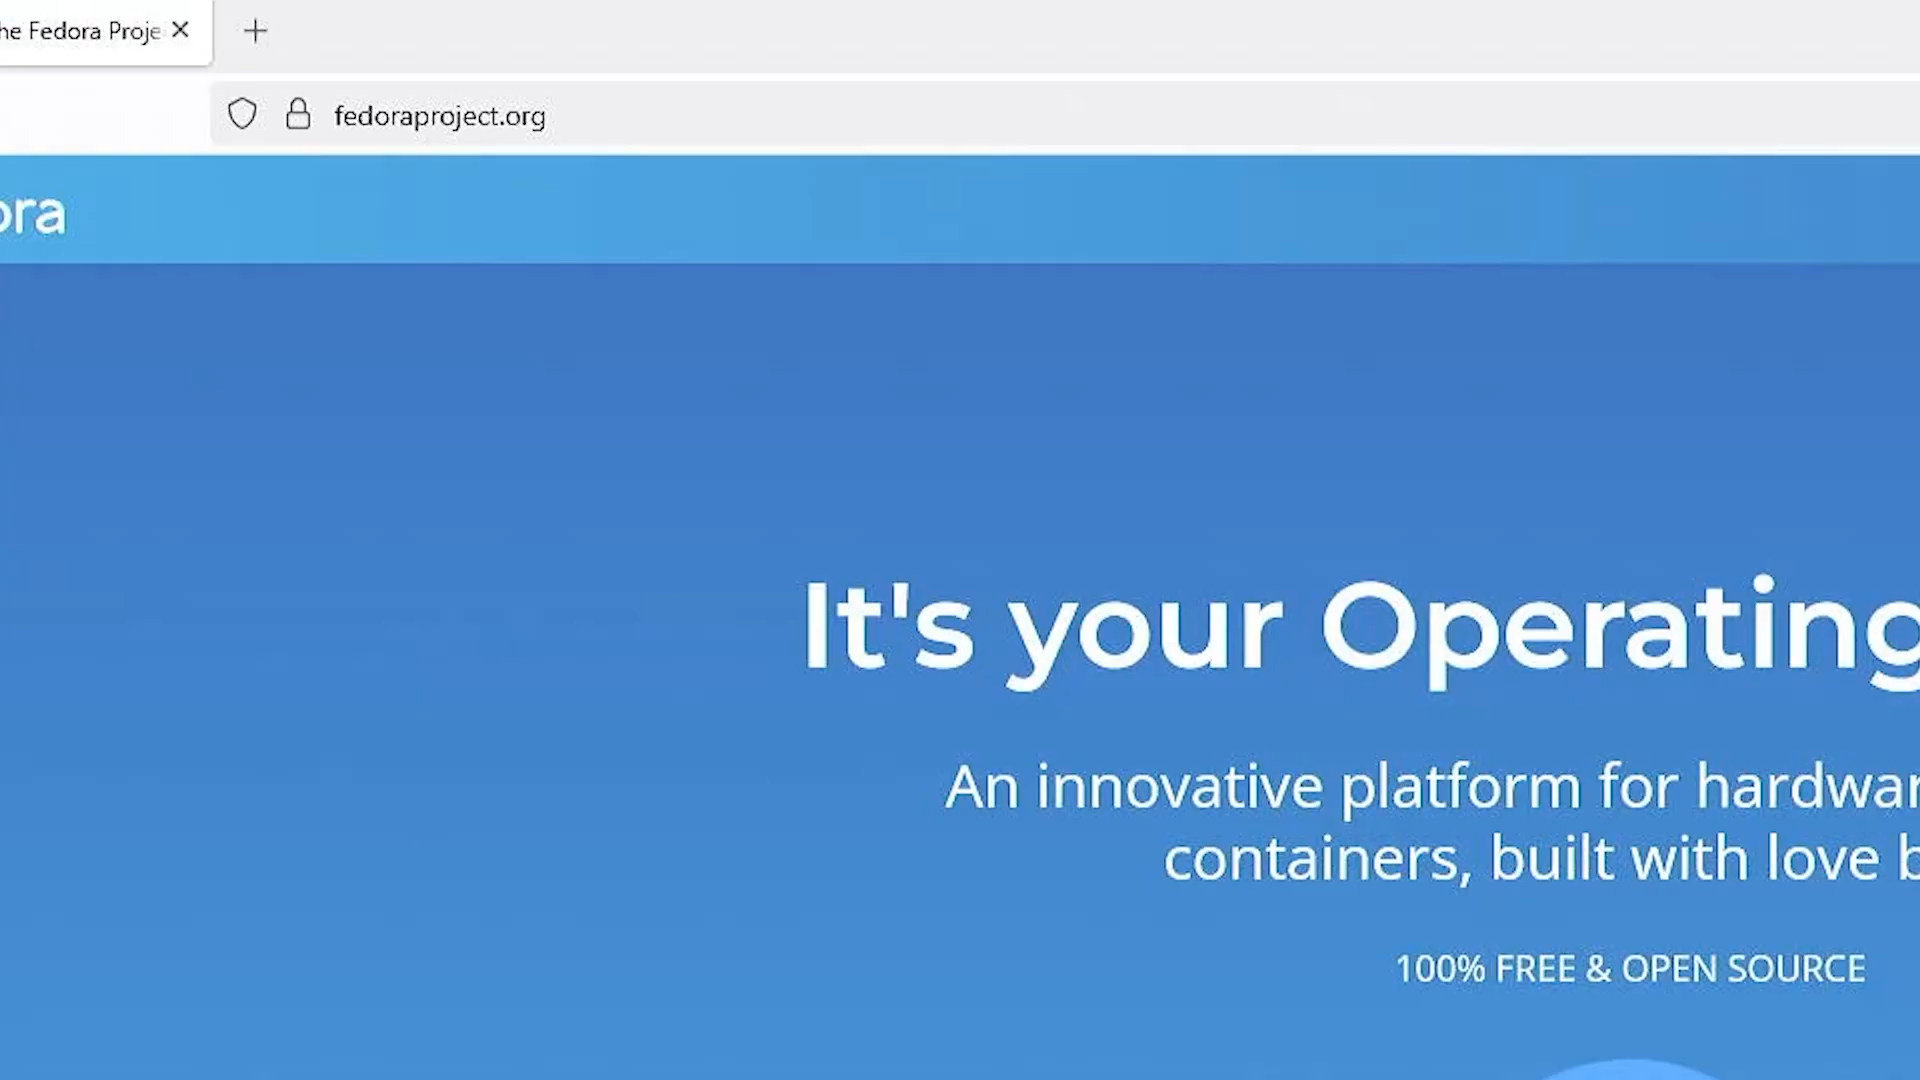 he Fedora Proje
fedoraproject.org
ora
It's your Operating
An innovative platform for hardwar
containers, built with love b
100% FREE & OPEN SOURCE